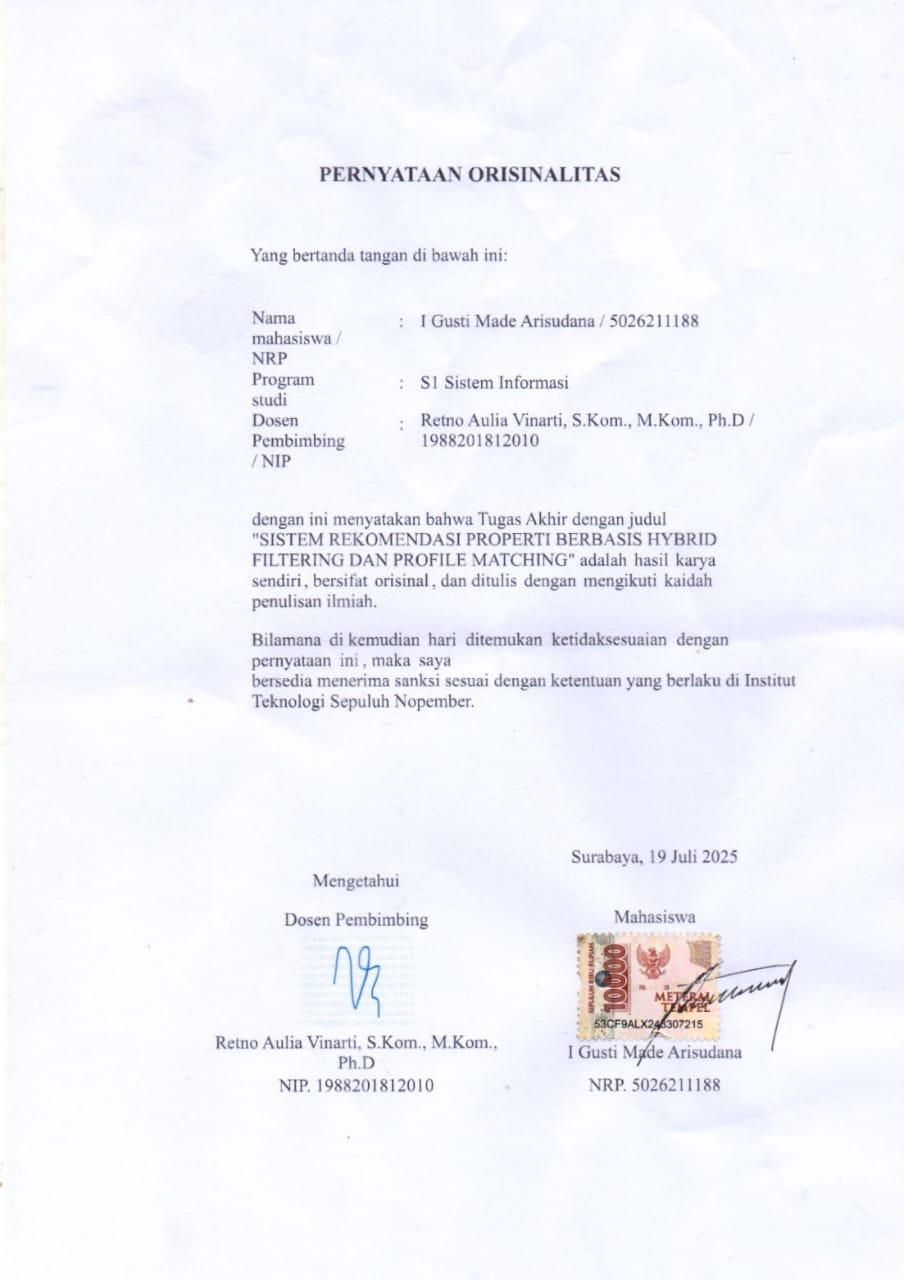 PERNYATAAN ORISINALITAS
Yang bertanda tangan di bawah ini:
Nama mahasiswa / NRP : I Gusti Made Arisudana / 5026211188
Program studi : S1 Sistem Informasi
Dosen Pembimbing / NIP : Retno Aulia Vinarti, S.Kom., M.Kom., Ph.D / 1988201812010
dengan ini menyatakan bahwa Tugas Akhir dengan judul
"SISTEM REKOMENDASI PROPERTI BERBASIS HYBRID
FILTERING DAN PROFILE MATCHING" adalah hasil karya
sendiri, bersifat orisinal, dan ditulis dengan mengikuti kaidah
penulisan ilmiah.
Bilamana di kemudian hari ditemukan ketidaksesuaian dengan
pernyataan ini, maka saya
bersedia menerima sanksi sesuai dengan ketentuan yang berlaku di Institut
Teknologi Sepuluh Nopember.
Surabaya, 19 Juli 2025
Mengetahui
Dosen Pembimbing
Retno Aulia Vinarti, S.Kom., M.Kom.,
Ph.D
NIP. 1988201812010
Mahasiswa
SEPULUH RIBU RUPIAH
10000
METERAI
TEMPEL
I Gusti Made Arisudana
NRP. 5026211188